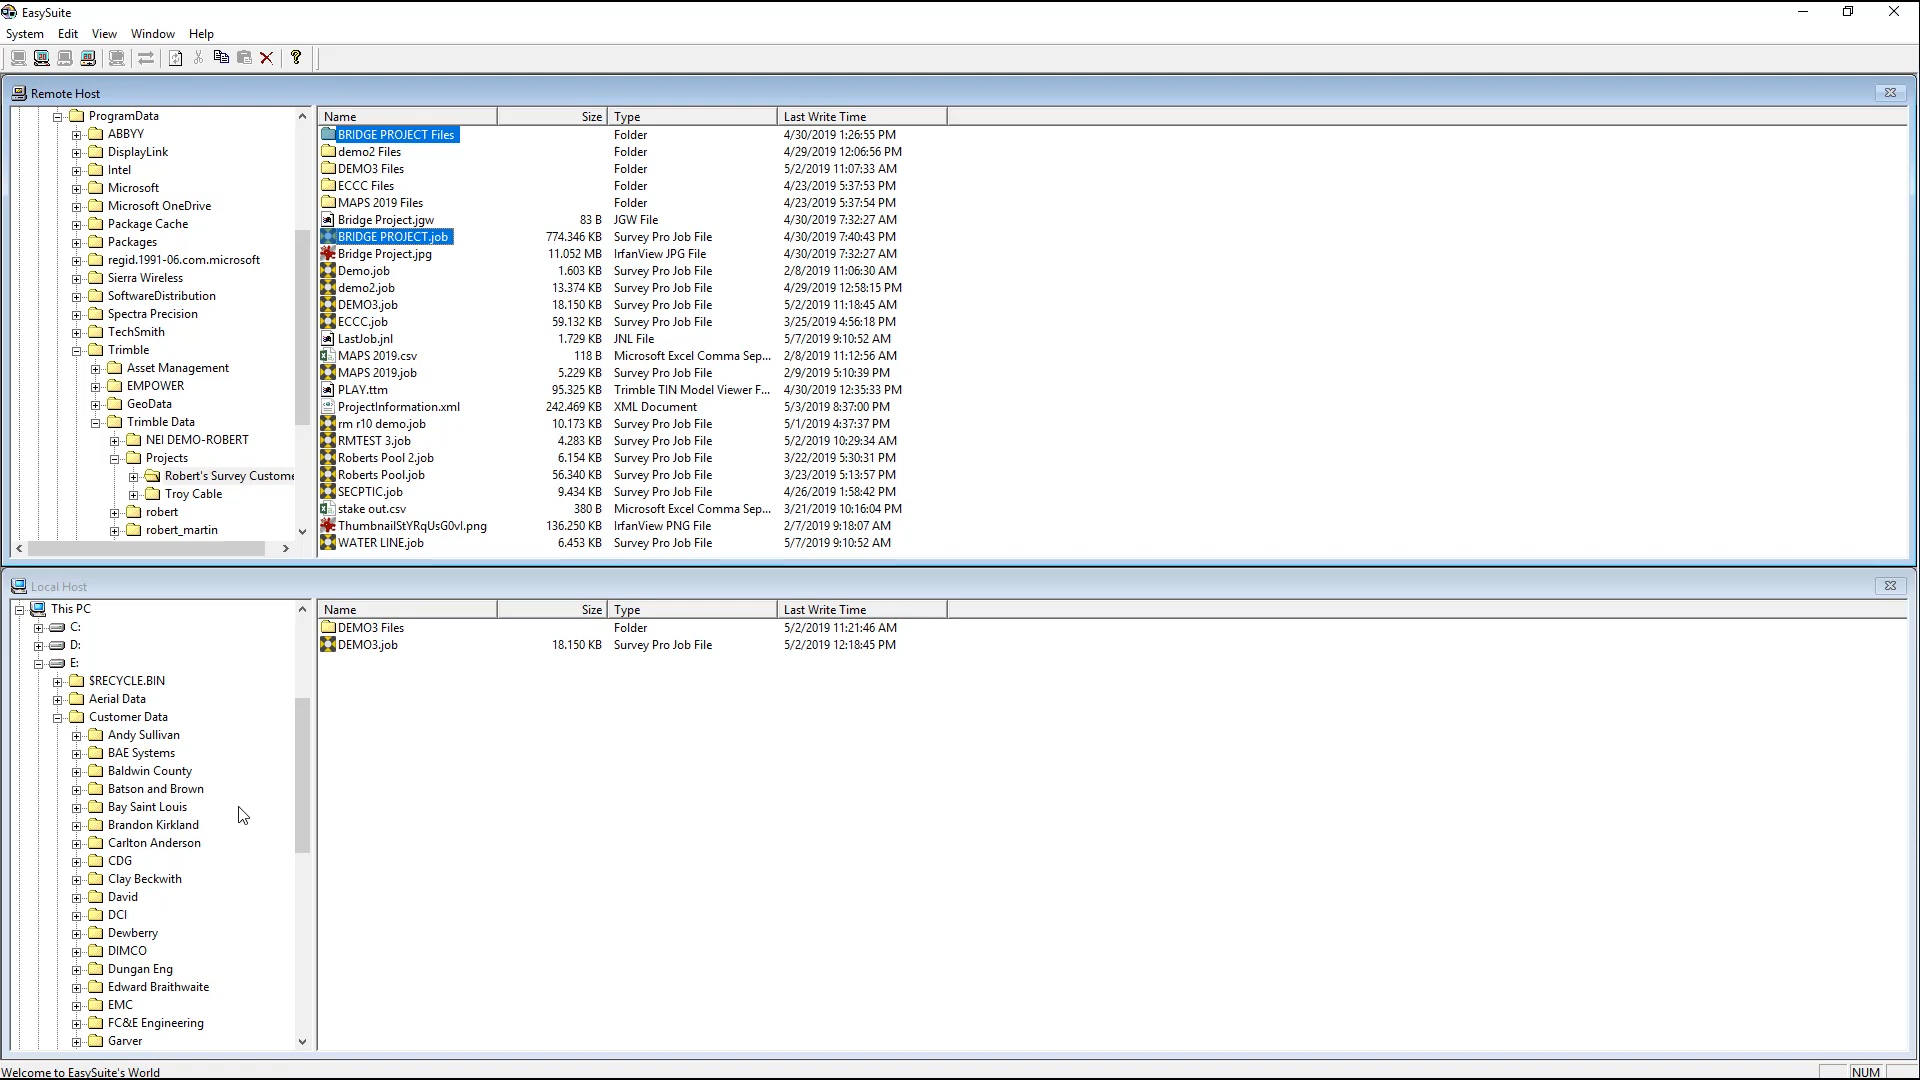 EasySuite
System Edit View Window Help
Remote Host
ProgramData
ABBYY
DisplayLink
Intel
Microsoft
Microsoft OneDrive
Package Cache
Packages
regid.1991-06.com.microsoft
Sierra Wireless
SoftwareDistribution
Spectra Precision
TechSmith
Trimble
Asset Management
EMPOWER
GeoData
Trimble Data
NEI DEMO-ROBERT
Projects
Robert's Survey Custome
Troy Cable
robert
robert_martin
Name Size Type Last Write Time
BRIDGE PROJECT Files Folder 4/30/2019 1:26:55 PM
demo2 Files Folder 4/29/2019 12:06:56 PM
DEMO3 Files Folder 5/2/2019 11:07:33 AM
ECCC Files Folder 4/23/2019 5:37:53 PM
MAPS 2019 Files Folder 4/23/2019 5:37:54 PM
Bridge Project.jgw 83 B JGW File 4/30/2019 7:32:27 AM
BRIDGE PROJECT.job 774.346 KB Survey Pro Job File 4/30/2019 7:40:43 PM
Bridge Project.jpg 11.052 MB IrfanView JPG File 4/30/2019 7:32:27 AM
Demo.job 1.603 KB Survey Pro Job File 2/8/2019 11:06:30 AM
demo2.job 13.374 KB Survey Pro Job File 4/29/2019 12:58:15 PM
DEMO3.job 18.150 KB Survey Pro Job File 5/2/2019 11:18:45 AM
ECCC.job 59.132 KB Survey Pro Job File 3/25/2019 4:56:18 PM
LastJob.jnl 1.729 KB JNL File 5/7/2019 9:10:52 AM
MAPS 2019.csv 118 B Microsoft Excel Comma Sep... 2/8/2019 11:12:56 AM
MAPS 2019.job 5.229 KB Survey Pro Job File 2/9/2019 5:10:39 PM
PLAY.ttm 95.325 KB Trimble TIN Model Viewer F... 4/30/2019 12:35:33 PM
ProjectInformation.xml 242.469 KB XML Document 5/3/2019 8:37:00 PM
rm r10 demo.job 10.173 KB Survey Pro Job File 5/1/2019 4:37:37 PM
RMTEST 3.job 4.283 KB Survey Pro Job File 5/2/2019 10:29:34 AM
Roberts Pool 2.job 6.154 KB Survey Pro Job File 3/22/2019 5:30:31 PM
Roberts Pool.job 56.340 KB Survey Pro Job File 3/23/2019 5:13:57 PM
SECPTIC.job 9.434 KB Survey Pro Job File 4/26/2019 1:58:42 PM
stake out.csv 380 B Microsoft Excel Comma Sep... 3/21/2019 10:16:04 PM
ThumbnailStYRqUsG0vl.png 136.250 KB IrfanView PNG File 2/7/2019 9:18:07 AM
WATER LINE.job 6.453 KB Survey Pro Job File 5/7/2019 9:10:52 AM
Local Host
This PC
C:
D:
E:
$RECYCLE.BIN
Aerial Data
Customer Data
Andy Sullivan
BAE Systems
Baldwin County
Batson and Brown
Bay Saint Louis
Brandon Kirkland
Carlton Anderson
CDG
Clay Beckwith
David
DCI
Dewberry
DIMCO
Dungan Eng
Edward Braithwaite
EMC
FC&E Engineering
Garver
Name Size Type Last Write Time
DEMO3 Files Folder 5/2/2019 11:21:46 AM
DEMO3.job 18.150 KB Survey Pro Job File 5/2/2019 12:18:45 PM
Welcome to EasySuite's World NUM